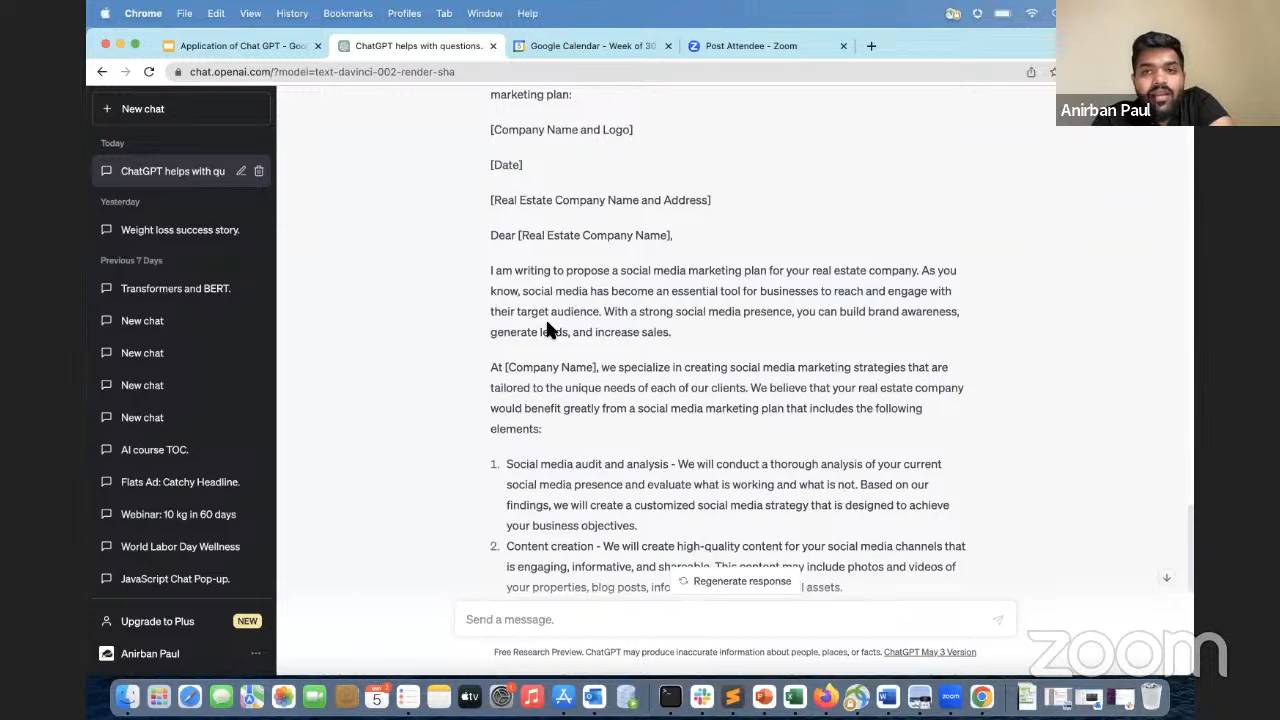 Chrome File Edit View History Bookmarks Profiles Tab Window Help
Application of Chat GPT - Goo
ChatGPT helps with questions.
Google Calendar - Week of 30
Post Attendee - Zoom
chat.openai.com/?model=text-davinci-002-render-sha
Anirban Paul
New chat
Today
ChatGPT helps with qu
Yesterday
Weight loss success story.
Previous 7 Days
Transformers and BERT.
New chat
New chat
New chat
New chat
AI course TOC.
Flats Ad: Catchy Headline.
Webinar: 10 kg in 60 days
World Labor Day Wellness
JavaScript Chat Pop-up.
Upgrade to Plus NEW
Anirban Paul
marketing plan:
[Company Name and Logo]
[Date]
[Real Estate Company Name and Address]
Dear [Real Estate Company Name],
I am writing to propose a social media marketing plan for your real estate company. As you
know, social media has become an essential tool for businesses to reach and engage with
their target audience. With a strong social media presence, you can build brand awareness,
generate leads, and increase sales.
At [Company Name], we specialize in creating social media marketing strategies that are
tailored to the unique needs of each of our clients. We believe that your real estate company
would benefit greatly from a social media marketing plan that includes the following
elements:
1. Social media audit and analysis - We will conduct a thorough analysis of your current
social media presence and evaluate what is working and what is not. Based on our
findings, we will create a customized social media strategy that is designed to achieve
your business objectives.
2. Content creation - We will create high-quality content for your social media channels that
is engaging, informative, and shareable. This content may include photos and videos of
your properties, blog posts, info
l assets.
Regenerate response
Send a message.
Free Research Preview. ChatGPT may produce inaccurate information about people, places, or facts. ChatGPT May 3 Version
zoom
MAY
5
tv
zoom